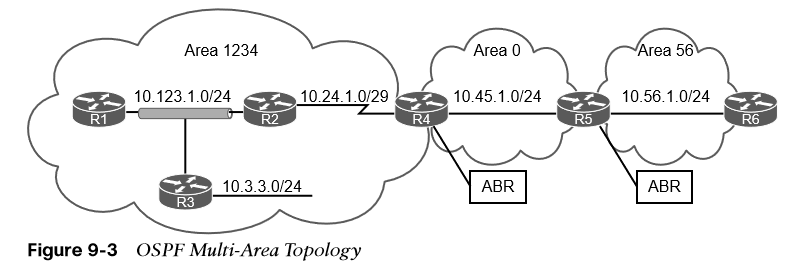 Area 1234
Area 0
Area 56
10.123.1.0/24
10.24.1.0/29
10.45.1.0/24
10.56.1.0/24
R1
R2
R4
R5
R6
10.3.3.0/24
R3
ABR
ABR
Figure 9-3 OSPF Multi-Area Topology